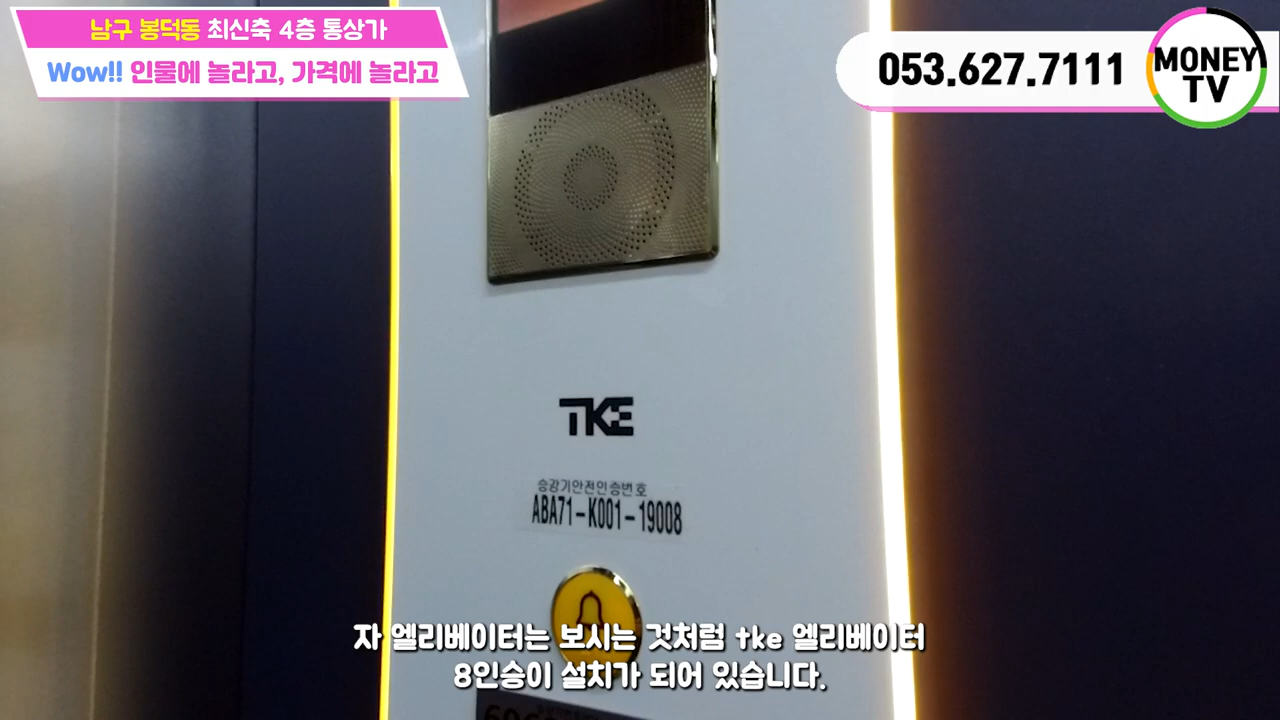 남구 봉덕동 최신축 4층 통상가
Wow!! 인물에 놀라고, 가격에 놀라고
053.627.7111
MONEY
TV
TKE
승강기안전인증번호
ABA71-K001-19008
자 엘리베이터는 보시는 것처럼 tke 엘리베이터
8인승이 설치가 되어 있습니다.